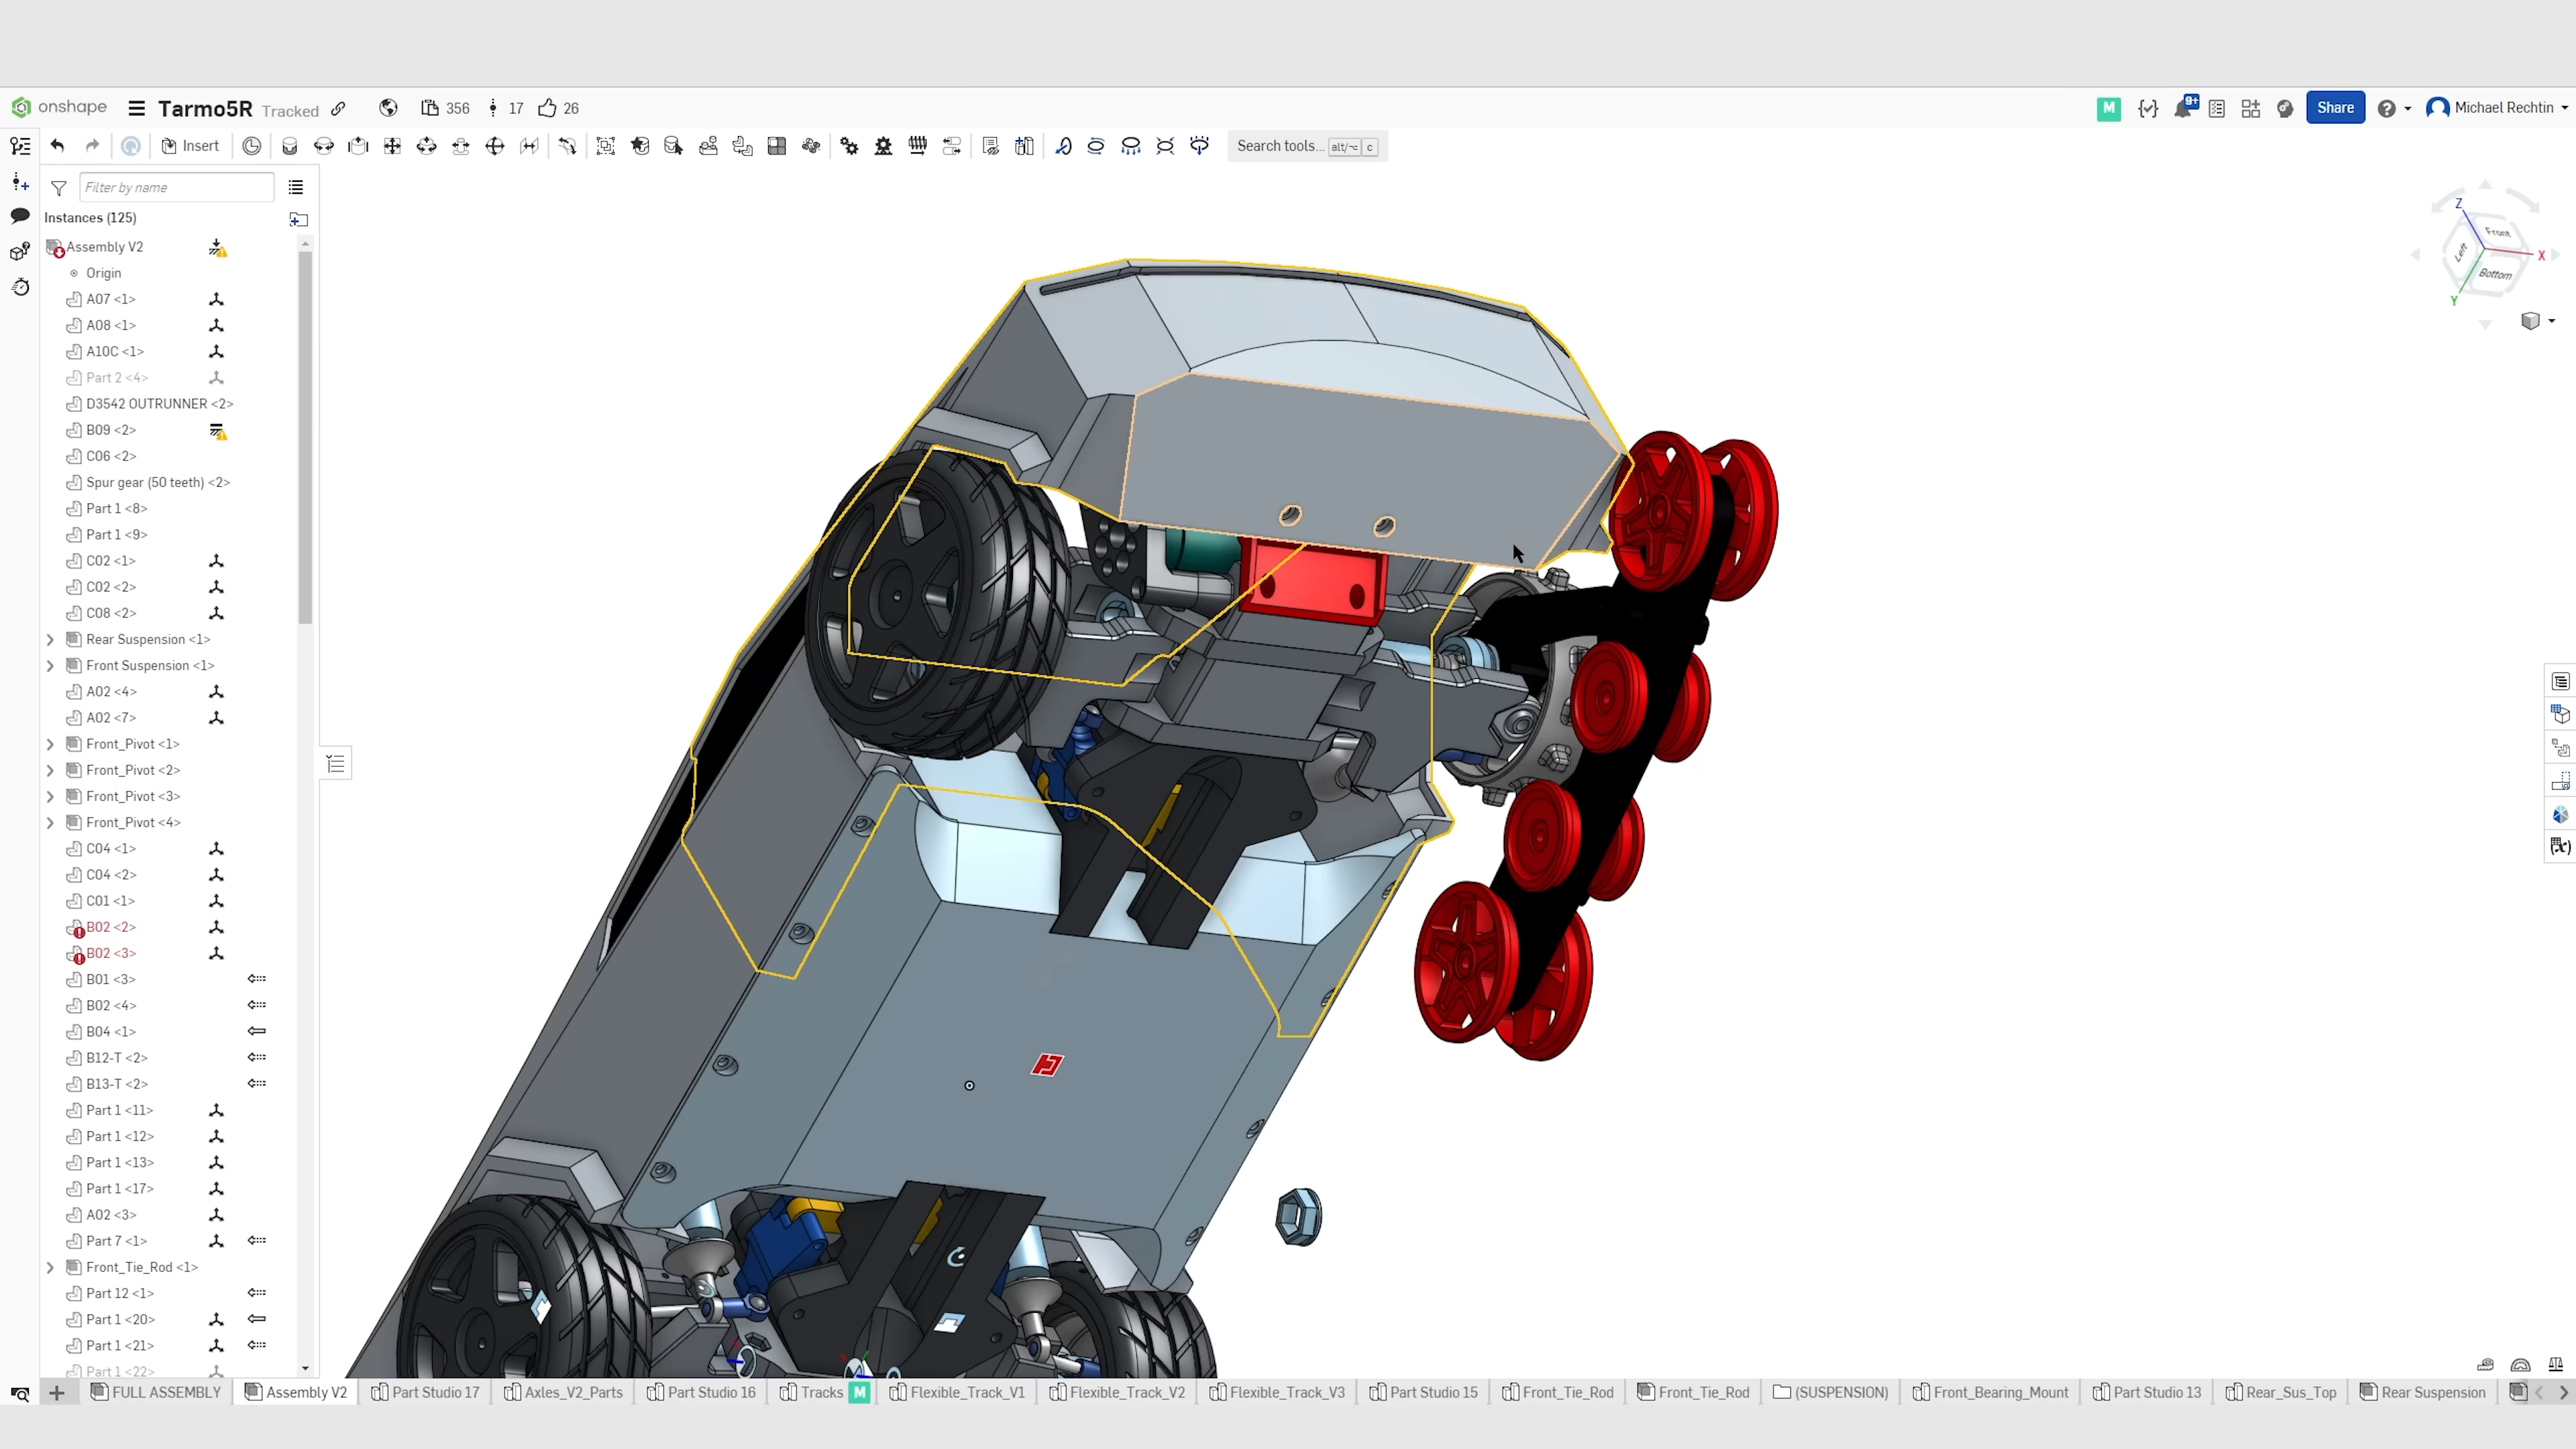 onshape Tarmo5R Tracked 356 17 26 M 9+ Share Michael Rechtin
Insert Search tools... alt/⌥ c
Filter by name
Instances (125)
Assembly V2
Origin
A07 <1>
A08 <1>
A10C <1>
Part 2 <4>
D3542 OUTRUNNER <2>
B09 <2>
C06 <2>
Spur gear (50 teeth) <2>
Part 1 <8>
Part 1 <9>
C02 <1>
C02 <2>
C08 <2>
Rear Suspension <1>
Front Suspension <1>
A02 <4>
A02 <7>
Front_Pivot <1>
Front_Pivot <2>
Front_Pivot <3>
Front_Pivot <4>
C04 <1>
C04 <2>
C01 <1>
B02 <2>
B02 <3>
B01 <3>
B02 <4>
B04 <1>
B12-T <2>
B13-T <2>
Part 1 <11>
Part 1 <12>
Part 1 <13>
Part 1 <17>
A02 <3>
Part 7 <1>
Front_Tie_Rod <1>
Part 12 <1>
Part 1 <20>
Part 1 <21>
Part 1 <22>
Z
Front
Left
X
Bottom
Y
(x)
FULL ASSEMBLY Assembly V2 Part Studio 17 Axles_V2_Parts Part Studio 16 Tracks M Flexible_Track_V1 Flexible_Track_V2 Flexible_Track_V3 Part Studio 15 Front_Tie_Rod Front_Tie_Rod (SUSPENSION) Front_Bearing_Mount Part Studio 13 Rear_Sus_Top Rear Suspension